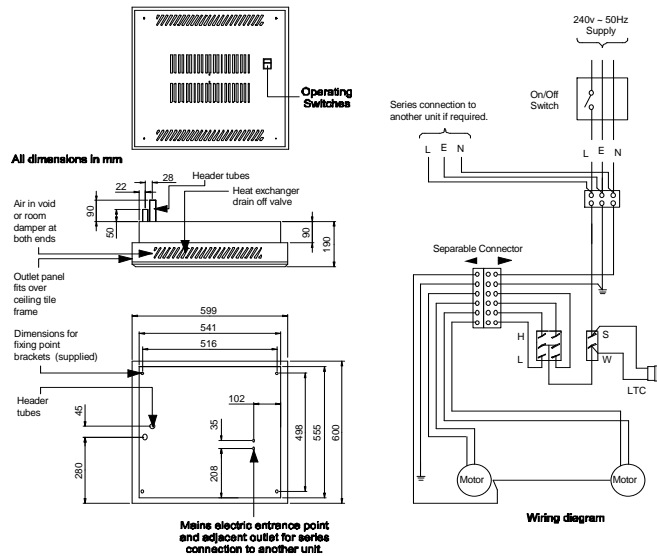 Operating
Switches
All dimensions in mm
22
28
90
50
Header tubes
Heat exchanger
drain off valve
90
190
Air in void
or room
damper at
both ends
Outlet panel
fits over
ceiling tile
frame
Dimensions for
fixing point
brackets (supplied)
Header
tubes
599
541
516
102
45
280
35
208
498
555
600
Mains electric entrance point
and adjacent outlet for series
connection to another unit.
240v ~ 50Hz
Supply
On/Off
Switch
Series connection to
another unit if required.
L E N
L E N
Separable Connector
H
L
S
W
LTC
Motor
Motor
Wiring diagram